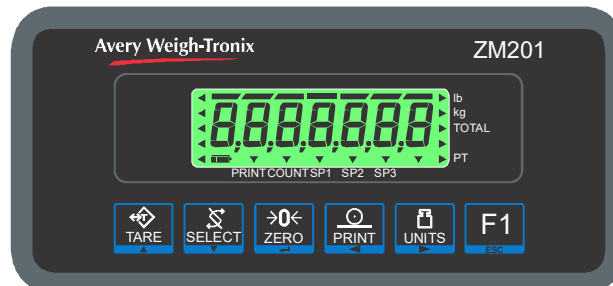 Avery Weigh-Tronix ZM201
lb
kg
8,8,8,8,8,8,8
TOTAL
PT
PRINT COUNT SP1 SP2 SP3
T 0 F1
TARE SELECT ZERO PRINT UNITS
ESC